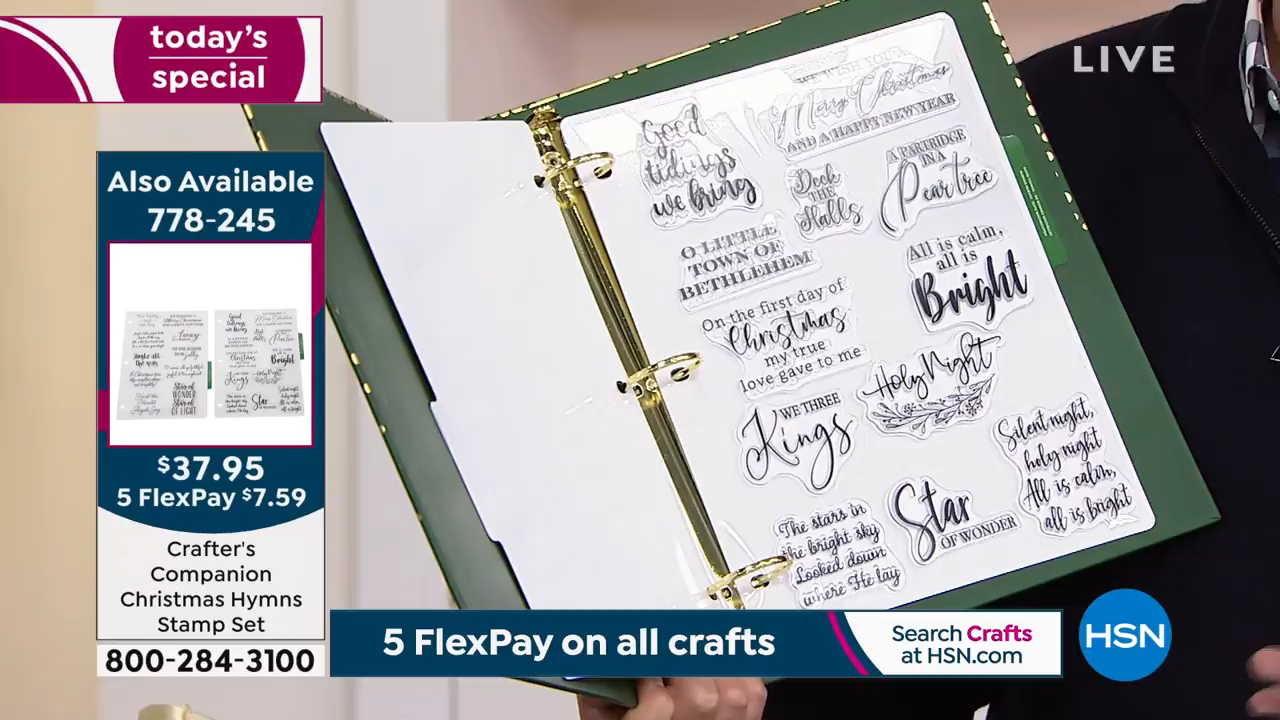 today's
special
LIVE
Also Available
778-245
$37.95
5 FlexPay $7.59
Crafter's
Companion
Christmas Hymns
Stamp Set
800-284-3100
WE WISH YOU
Merry Christmas
AND A HAPPY NEW YEAR
Good
tidings
we bring
Deck
THE
Halls
A PARTRIDGE
IN A
Pear tree
O LITTLE
TOWN OF
BETHLEHEM
All is calm,
all is
Bright
On the first day of
Christmas
my true
love gave to me
Holy Night
WE THREE
Kings
Silent night,
holy night
All is calm,
all is bright
Star
OF WONDER
The stars in
the bright sky
Looked down
where He lay
5 FlexPay on all crafts
Search Crafts
at HSN.com
HSN